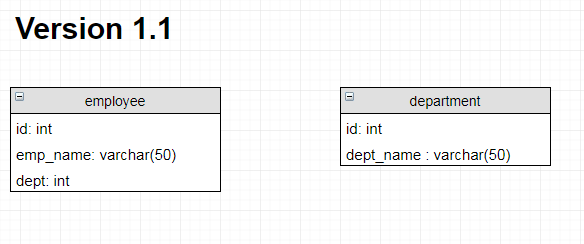 Version 1.1
employee
id: int
emp_name: varchar(50)
dept: int
department
id: int
dept_name : varchar(50)